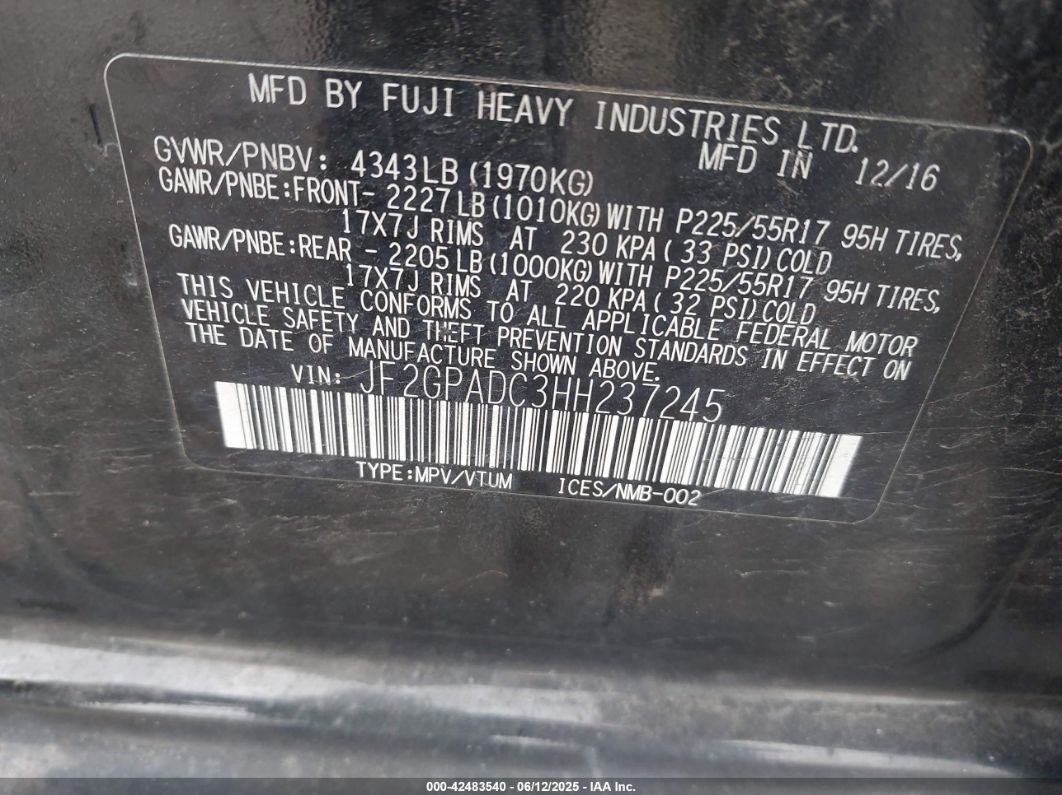 MFD BY FUJI HEAVY INDUSTRIES LTD.
MFD IN 12/16
GVWR/PNBV: 4343LB (1970KG)
GAWR/PNBE:FRONT- 2227LB (1010KG) WITH P225/55R17 95H TIRES,
17X7J RIMS AT 230 KPA ( 33 PSI) COLD
GAWR/PNBE:REAR - 2205LB (1000KG) WITH P225/55R17 95H TIRES,
17X7J RIMS AT 220 KPA ( 32 PSI) COLD
THIS VEHICLE CONFORMS TO ALL APPLICABLE FEDERAL MOTOR
VEHICLE SAFETY AND THEFT PREVENTION STANDARDS IN EFFECT ON
THE DATE OF MANUFACTURE SHOWN ABOVE.
VIN: JF2GPADC3HH237245
TYPE:MPV/VTUM ICES/NMB-002
000-42483540 - 06/12/2025 - IAA Inc.